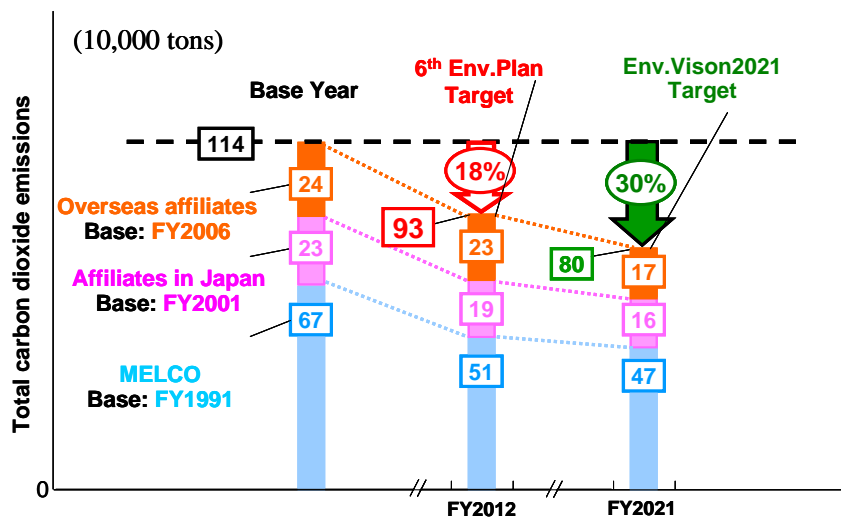 (10,000 tons)
Base Year
6th Env.Plan
Target
Env.Vison2021
Target
114
18%
30%
24
Overseas affiliates
Base: FY2006
93
23
80
17
23
Affiliates in Japan
Base: FY2001
19
16
67
MELCO
Base: FY1991
51
47
Total carbon dioxide emissions
0
FY2012
FY2021